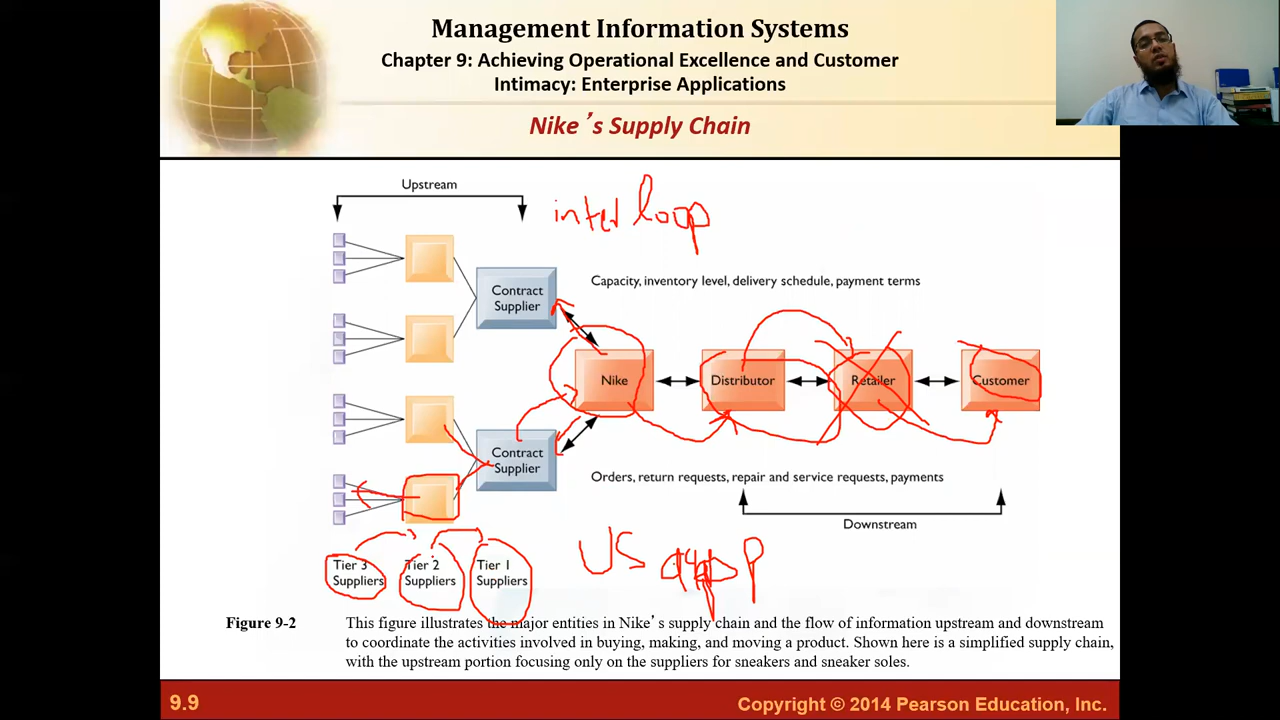 Management Information Systems
Chapter 9: Achieving Operational Excellence and Customer
Intimacy: Enterprise Applications
Nike's Supply Chain
Upstream
inter loop
Contract
Supplier
Capacity, inventory level, delivery schedule, payment terms
Nike
Distributor
Retailer
Customer
Contract
Supplier
Orders, return requests, repair and service requests, payments
Downstream
Tier 3
Suppliers
Tier 2
Suppliers
Tier 1
Suppliers
US
Figure 9-2
This figure illustrates the major entities in Nike's supply chain and the flow of information upstream and downstream
to coordinate the activities involved in buying, making, and moving a product. Shown here is a simplified supply chain,
with the upstream portion focusing only on the suppliers for sneakers and sneaker soles.
9.9
Copyright © 2014 Pearson Education, Inc.